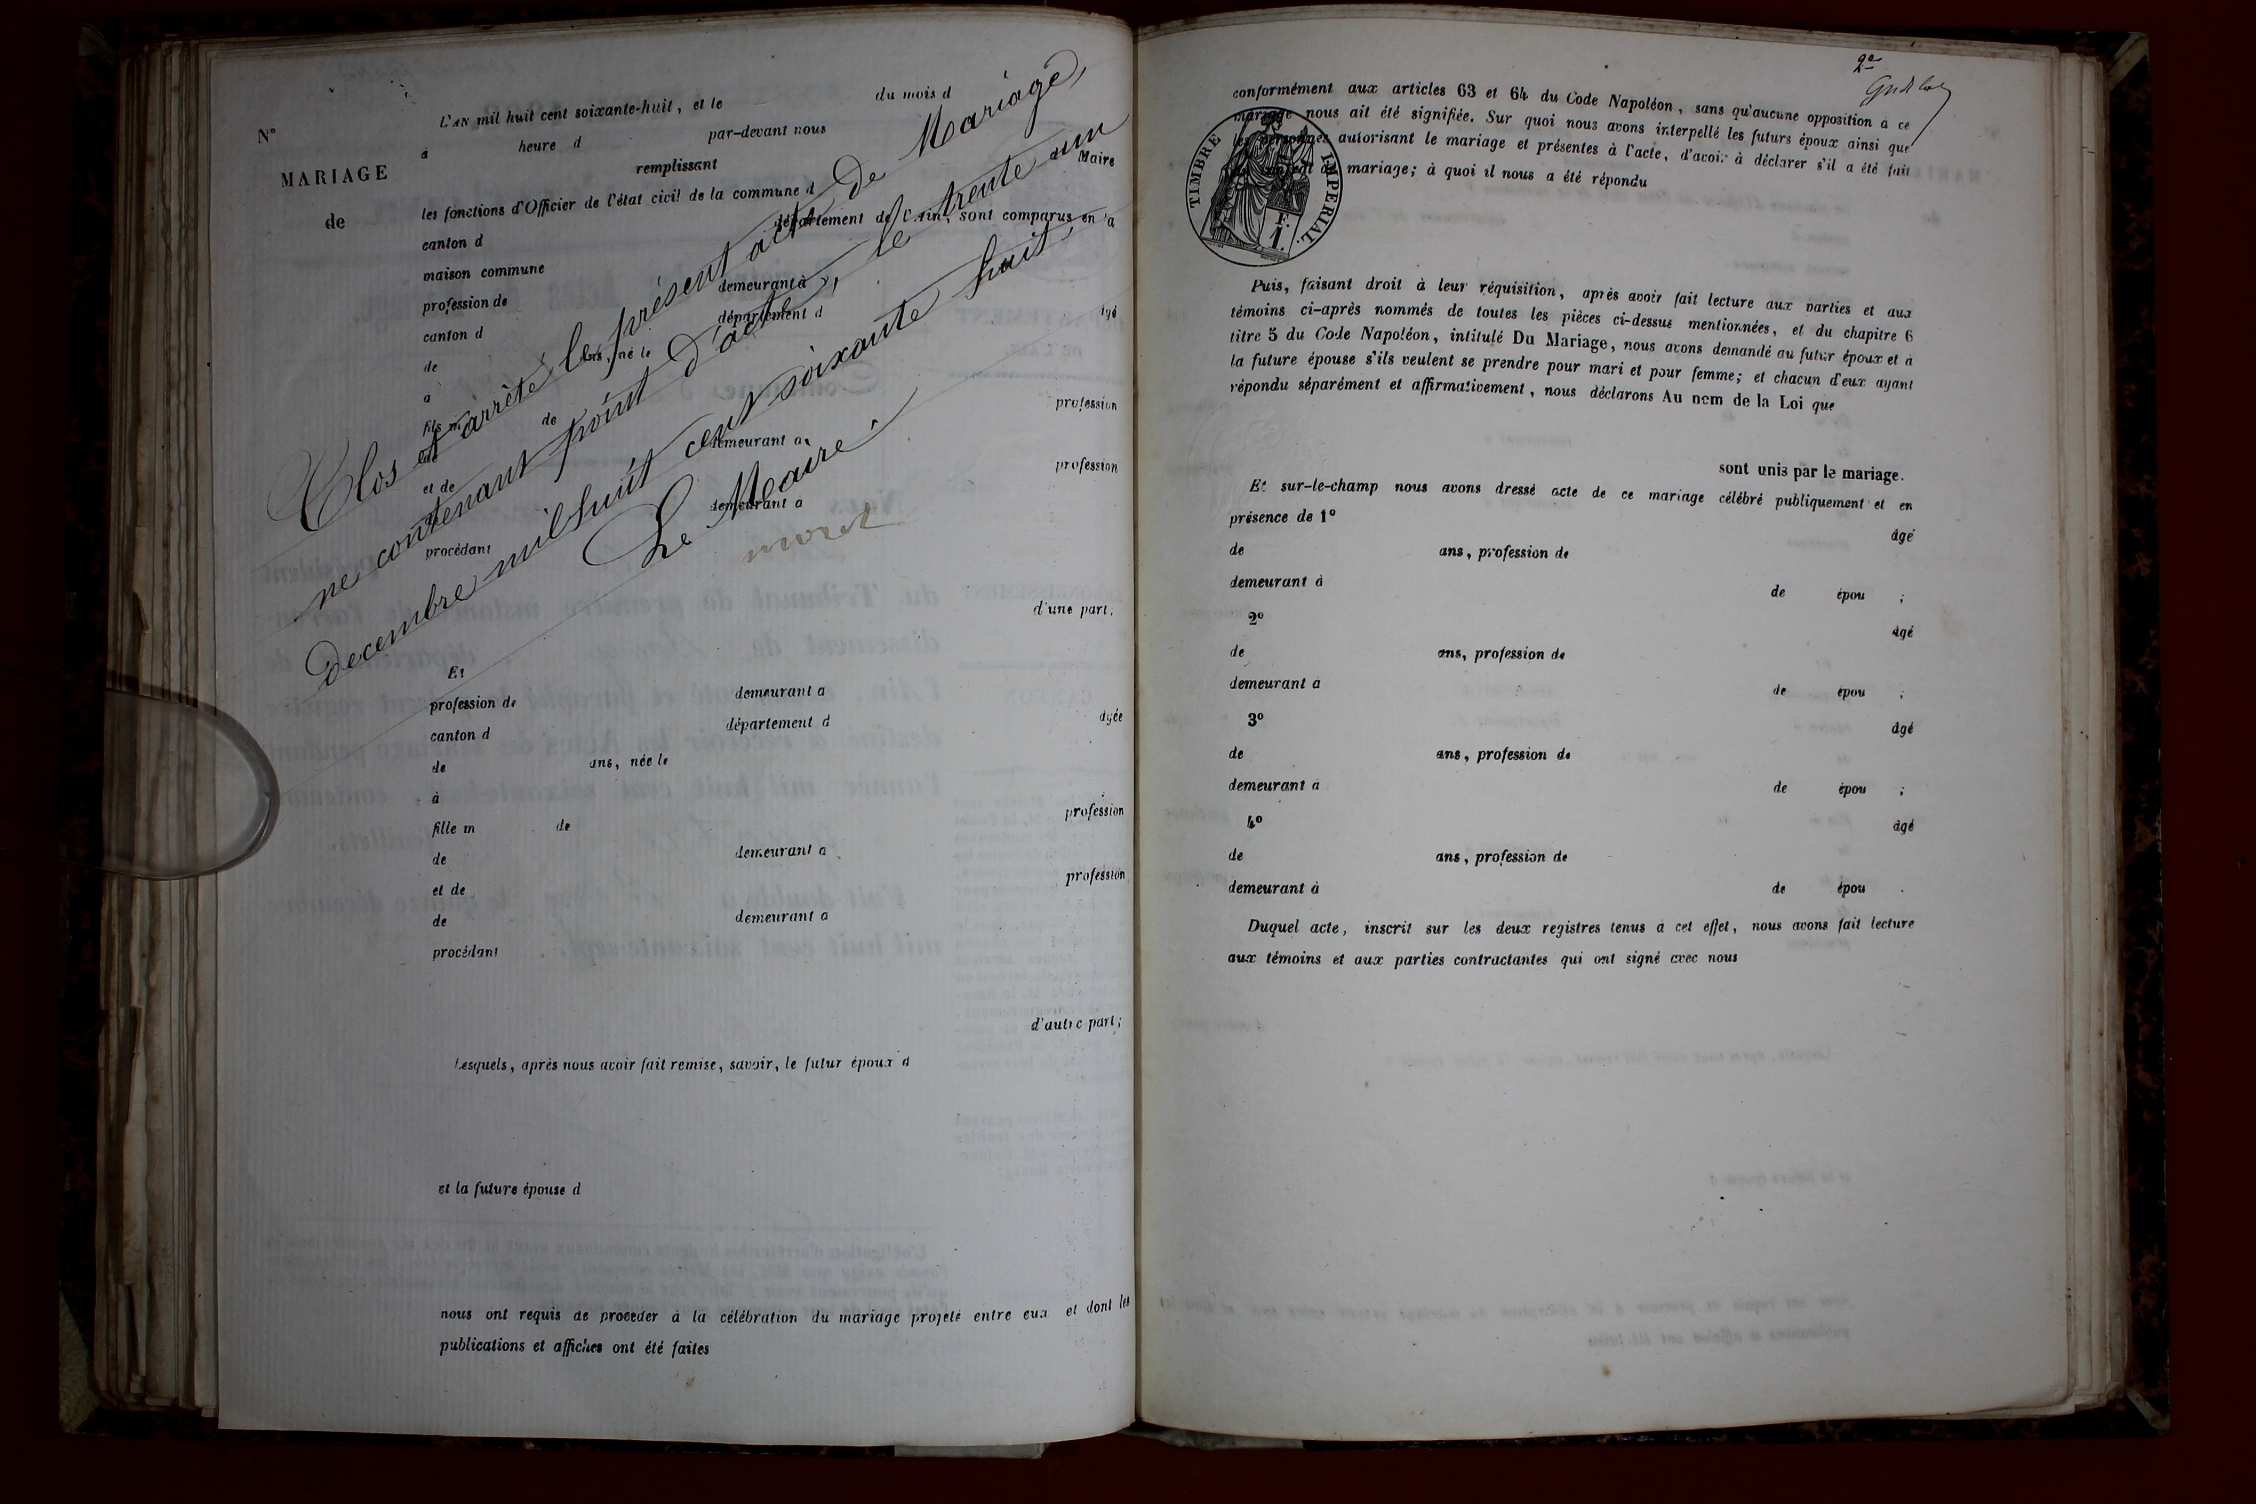 N°
MARIAGE
de
L'AN mil huit cent soixante-huit, et le du mois d
à heure d par-devant nous
remplissant Maire
les fonctions d'Officier de l'état civil de la commune d
canton d département de l'Ain, sont comparus en la
maison commune
profession de demeurant à
canton d département d âgé
de ans, né le
à
fils m de profession
de demeurant à
et de profession
demeurant à
procédant
d'une part;
Clos et arrêté le présent acte de Mariage,
ne contenant point d'acte, le trente un
decembre mil huit cent soixante huit.
Le Maire
moret
Et
profession de demeurant à
canton d département d âgée
de ans, née le
à
fille m de profession
de demeurant à
et de profession
de demeurant à
procédant
d'autre part;
Lesquels, après nous avoir fait remise, savoir, le futur époux d
et la future épouse d
nous ont requis de proceder à la célébration du mariage projeté entre eux et dont les
publications et affiches ont été faites
2e
conformément aux articles 63 et 64 du Code Napoléon, sans qu'aucune opposition à ce
mariage nous ait été signifiée. Sur quoi nous avons interpellé les futurs époux ainsi que
les personnes autorisant le mariage et présentes à l'acte, d'avoir à déclarer s'il a été fait
mariage; à quoi il nous a été répondu
TIMBRE IMPERIAL.
F.
1.
Puis, faisant droit à leur réquisition, après avoir fait lecture aux parties et aux
témoins ci-après nommés de toutes les pièces ci-dessus mentionnées, et du chapitre 6
titre 5 du Code Napoléon, intitulé Du Mariage, nous avons demandé au futur époux et à
la future épouse s'ils veulent se prendre pour mari et pour femme; et chacun d'eux ayant
répondu séparément et affirmativement, nous déclarons Au nom de la Loi que
sont unis par le mariage.
Et sur-le-champ nous avons dressé acte de ce mariage célébré publiquement et en
présence de 1° âgé
de ans, profession de
demeurant à de épou ;
2° âgé
de ans, profession de
demeurant à de épou ;
3° âgé
de ans, profession de
demeurant à de épou ;
4° âgé
de ans, profession de
demeurant à de épou .
Duquel acte, inscrit sur les deux registres tenus à cet effet, nous avons fait lecture
aux témoins et aux parties contractantes qui ont signé avec nous